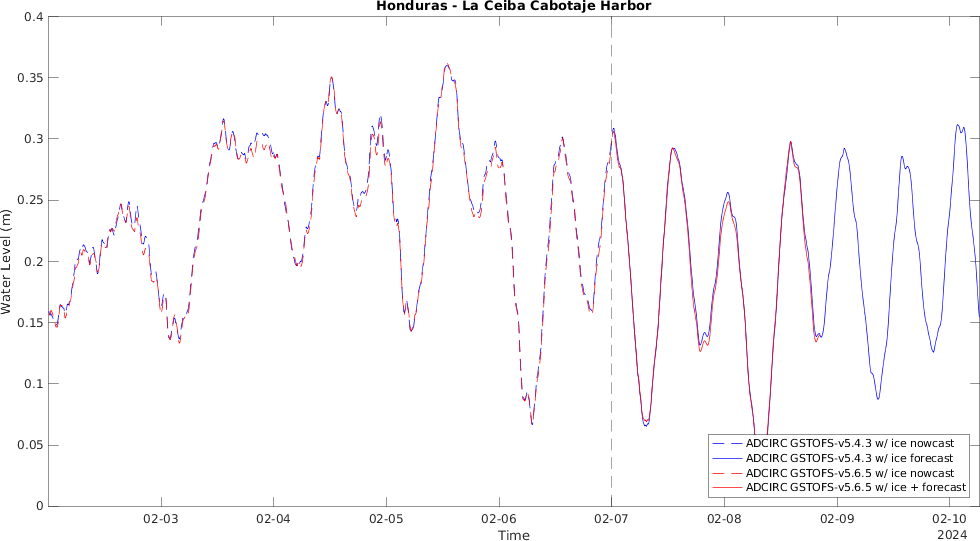 Honduras - La Ceiba Cabotaje Harbor
0.4
0.35
0.3
0.25
0.2
0.15
0.1
0.05
0
Water Level (m)
ADCIRC GSTOFS-v5.4.3 w/ ice nowcast
ADCIRC GSTOFS-v5.4.3 w/ ice forecast
ADCIRC GSTOFS-v5.6.5 w/ ice nowcast
ADCIRC GSTOFS-v5.6.5 w/ ice + forecast
02-03 02-04 02-05 02-06 02-07 02-08 02-09 02-10
Time
2024